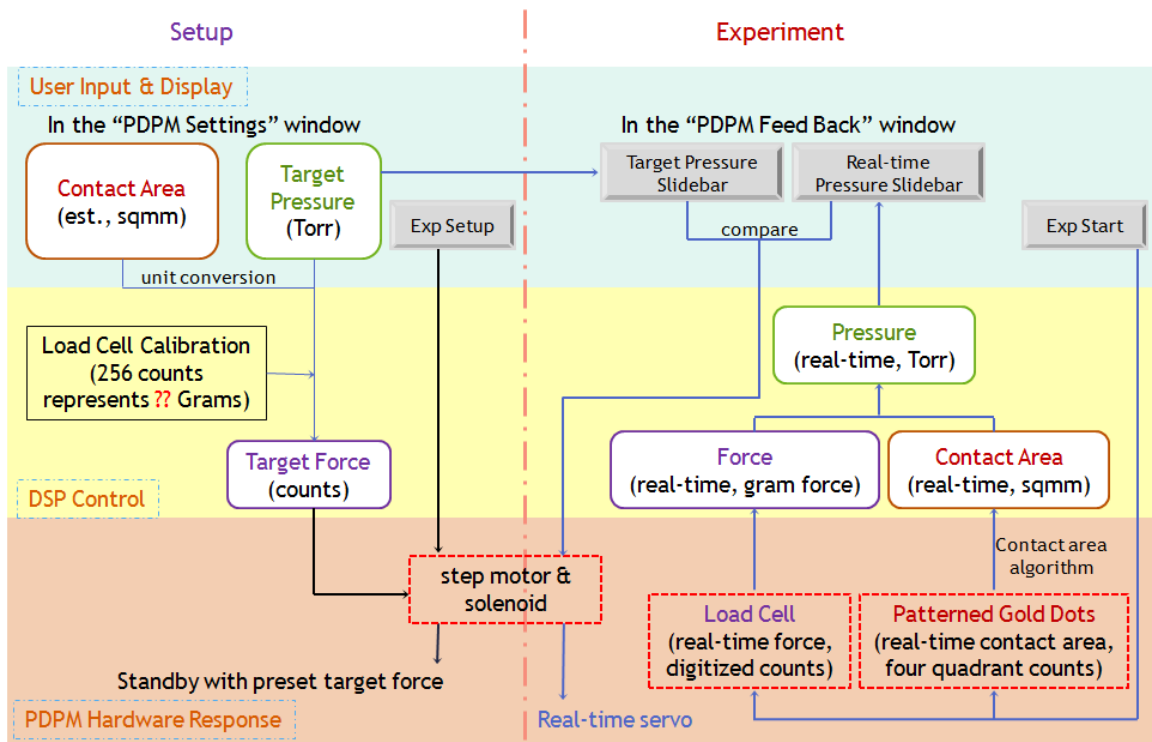 Setup
Experiment
User Input & Display
In the “PDPM Settings” window
In the “PDPM Feed Back” window
Contact Area
(est., sqmm)
Target
Pressure
(Torr)
Exp Setup
Target Pressure
Slidebar
Real-time
Pressure Slidebar
Exp Start
compare
unit conversion
Load Cell Calibration
(256 counts
represents ?? Grams)
Pressure
(real-time, Torr)
Target Force
(counts)
Force
(real-time, gram force)
Contact Area
(real-time, sqmm)
DSP Control
Contact area
algorithm
step motor &
solenoid
Load Cell
(real-time force,
digitized counts)
Patterned Gold Dots
(real-time contact area,
four quadrant counts)
Standby with preset target force
PDPM Hardware Response
Real-time servo